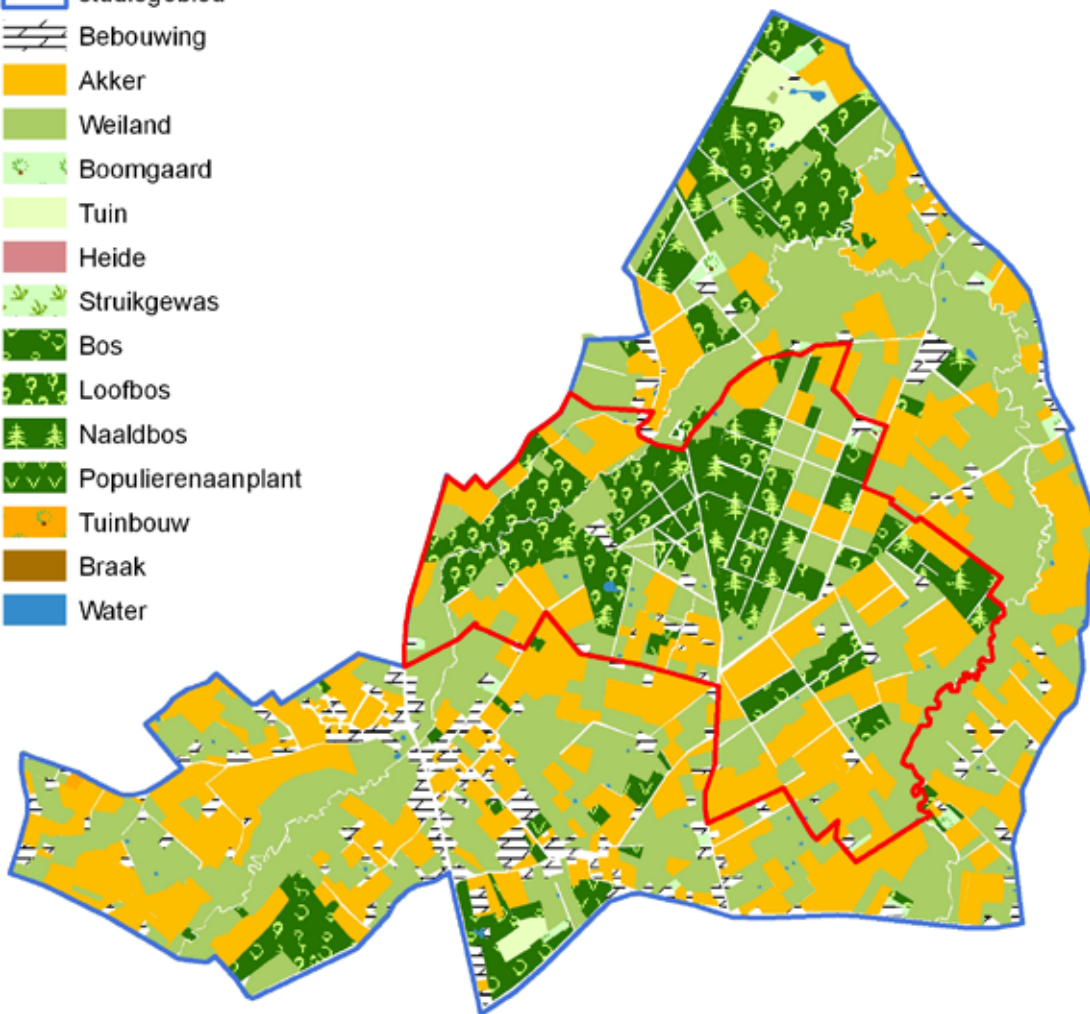 Bebouwing
Akker
Weiland
Boomgaard
Tuin
Heide
Struikgewas
Bos
Loofbos
Naaldbos
Populierenaanplant
Tuinbouw
Braak
Water